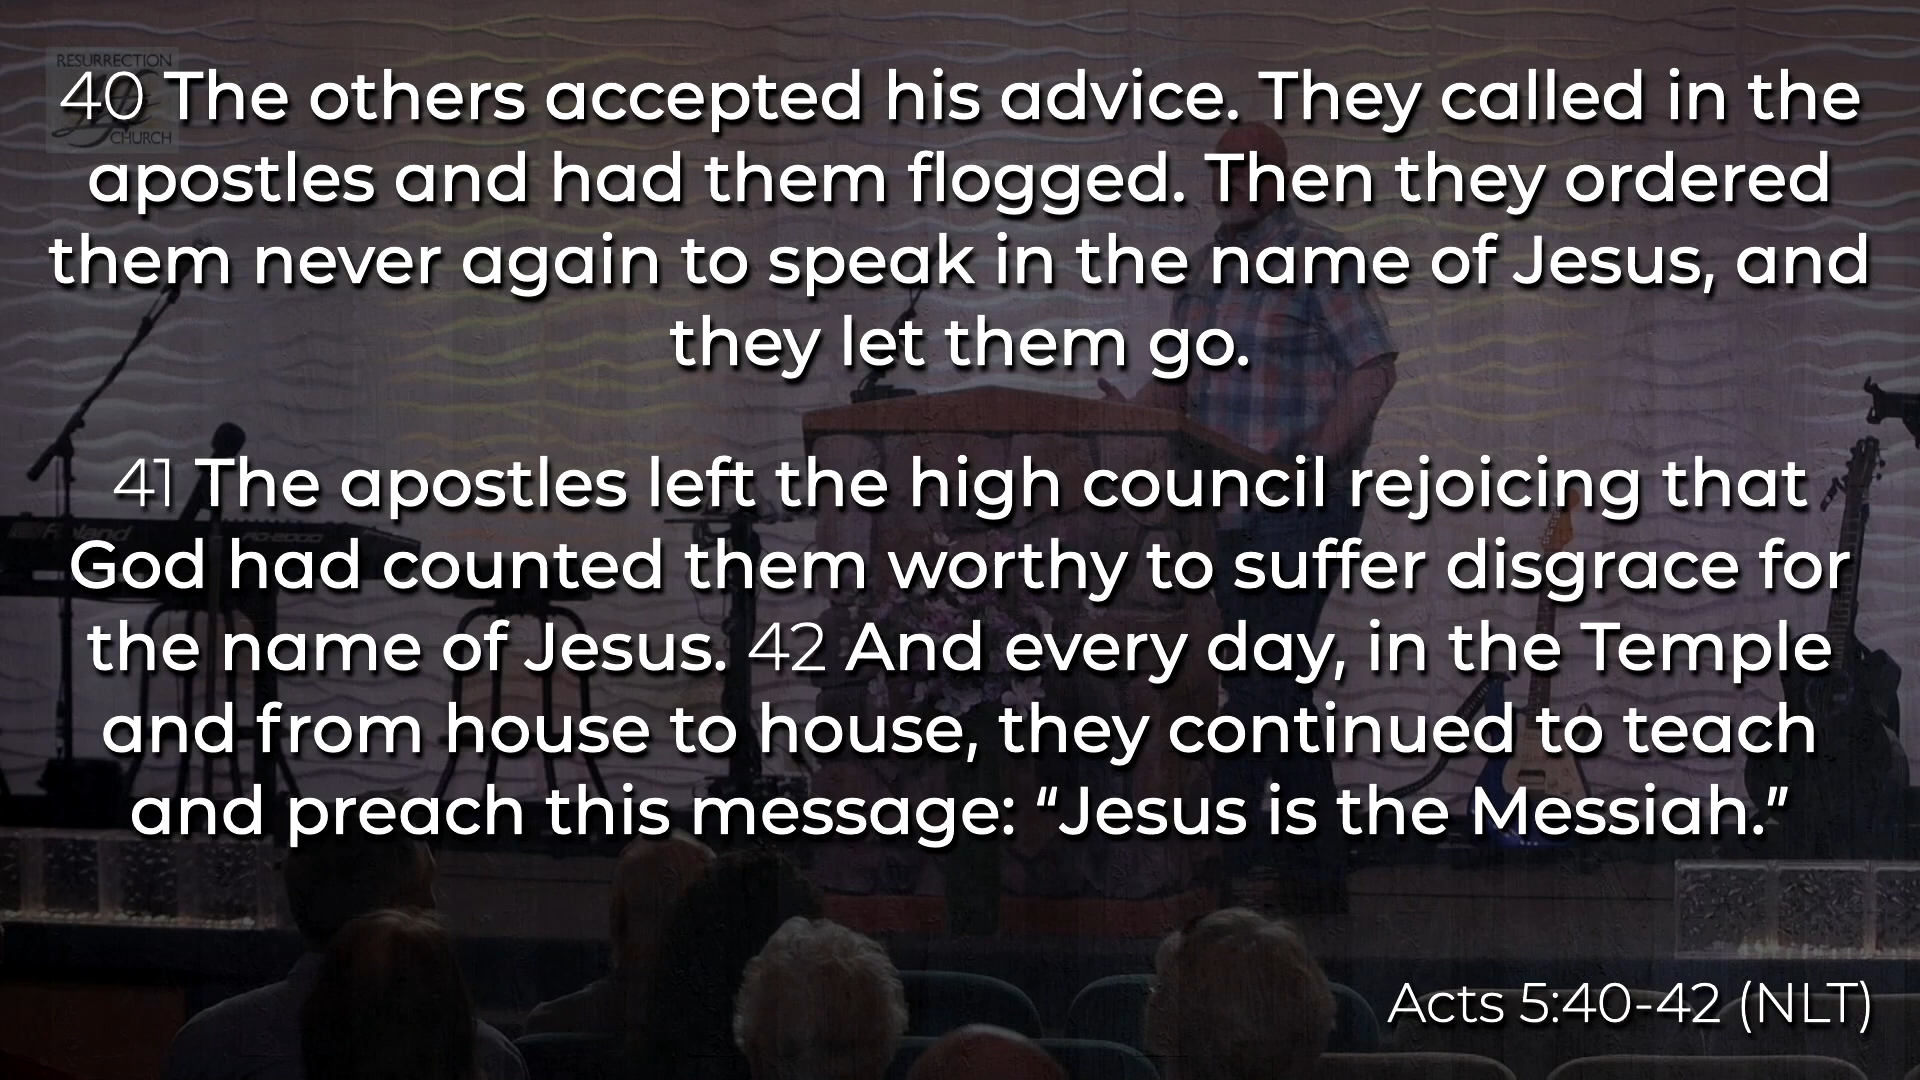 RESURRECTION
Life
CHURCH
40 The others accepted his advice. They called in the
apostles and had them flogged. Then they ordered
them never again to speak in the name of Jesus, and
they let them go.
41 The apostles left the high council rejoicing that
God had counted them worthy to suffer disgrace for
the name of Jesus. 42 And every day, in the Temple
and from house to house, they continued to teach
and preach this message: “Jesus is the Messiah.”
Roland
Acts 5:40-42 (NLT)